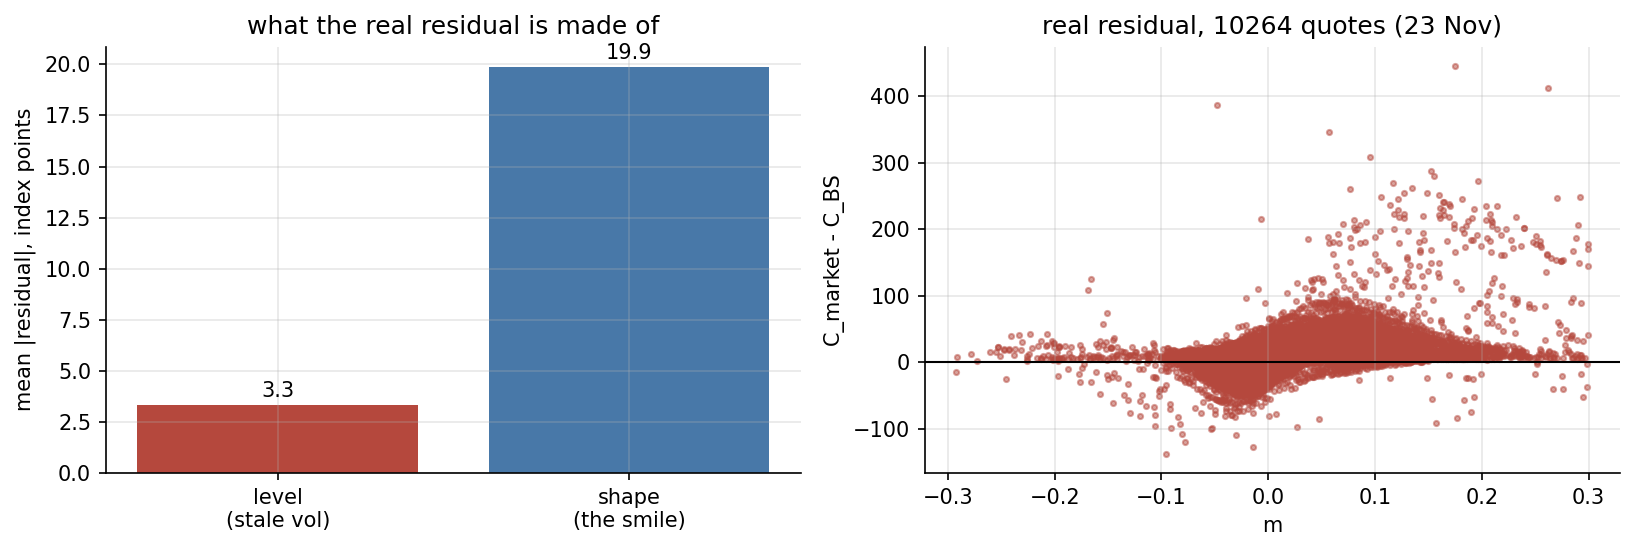 what the real residual is made of
mean |residual|, index points
20.0
17.5
15.0
12.5
10.0
7.5
5.0
2.5
0.0
3.3
19.9
level
(stale vol)
shape
(the smile)
real residual, 10264 quotes (23 Nov)
C_market - C_BS
400
300
200
100
0
−100
−0.3
−0.2
−0.1
0.0
0.1
0.2
0.3
m